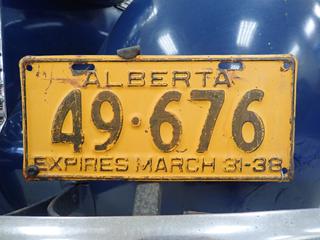 ALBERTA
49·676
EXPIRES MARCH 31-38